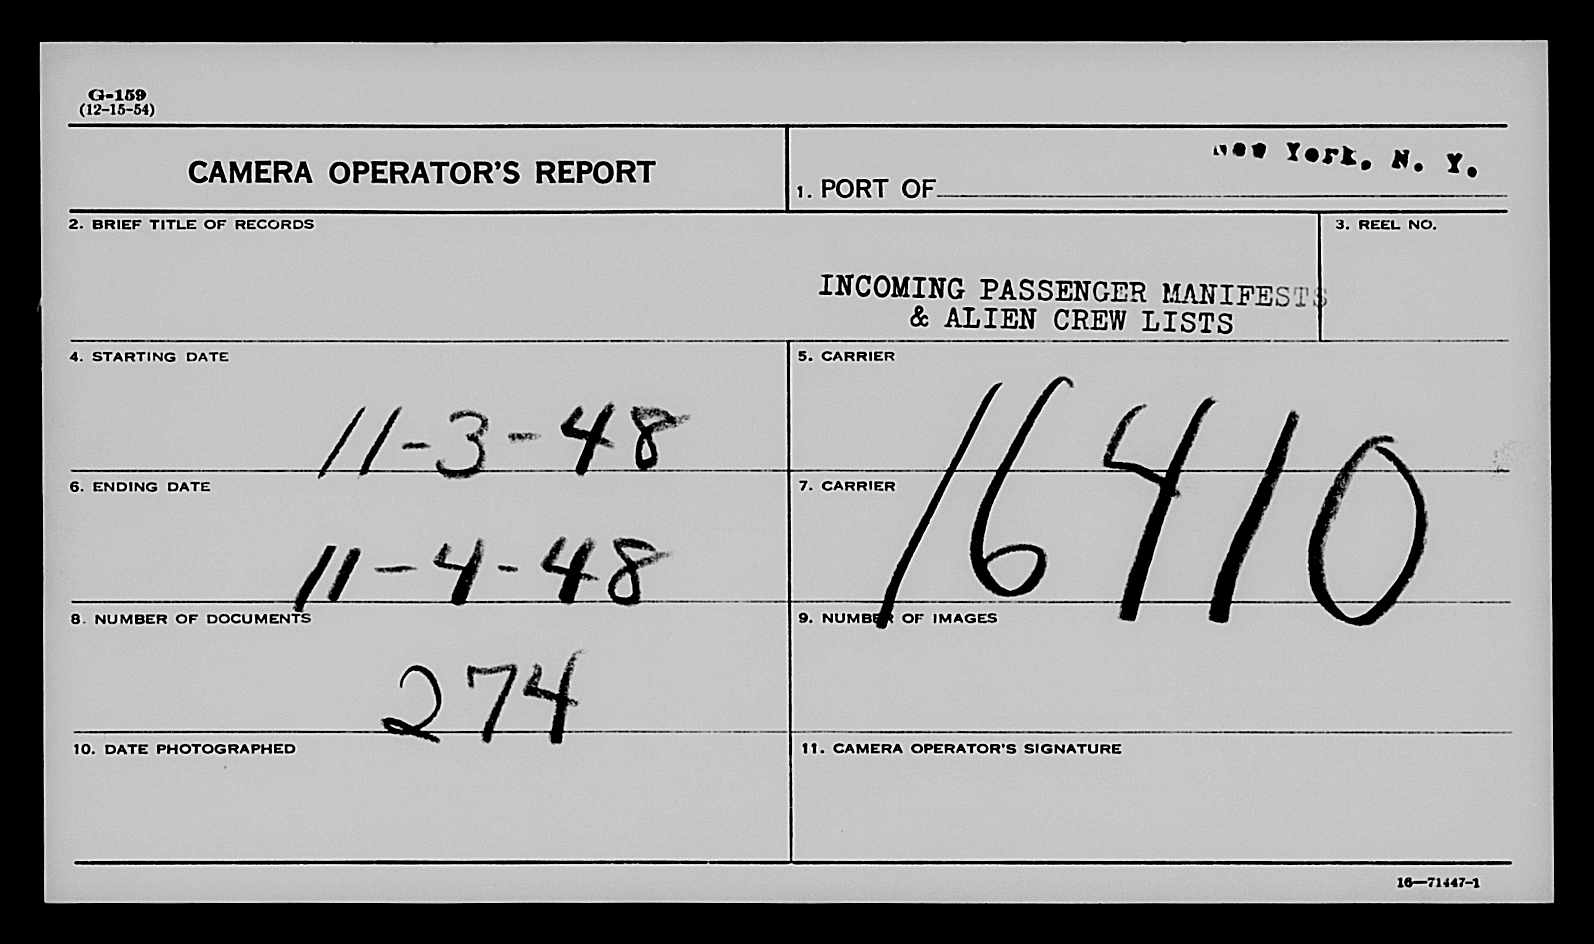 G-159
(12-15-54)
CAMERA OPERATOR'S REPORT
1. PORT OF New York, N. Y.
2. BRIEF TITLE OF RECORDS
3. REEL NO.
INCOMING PASSENGER MANIFESTS
& ALIEN CREW LISTS
4. STARTING DATE
11-3-48
5. CARRIER
16410
6. ENDING DATE
11-4-48
7. CARRIER
8. NUMBER OF DOCUMENTS
274
9. NUMBER OF IMAGES
10. DATE PHOTOGRAPHED
11. CAMERA OPERATOR'S SIGNATURE
16—71447-1